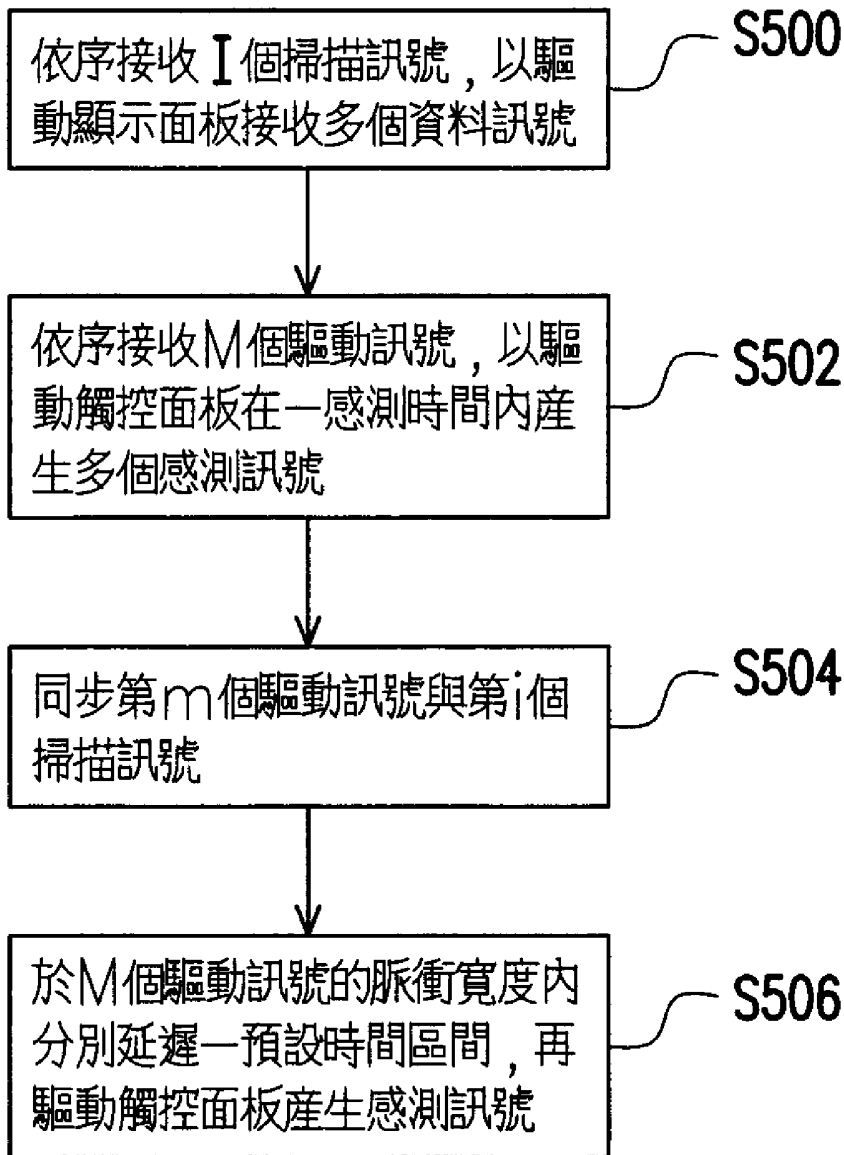 依序接收I個掃描訊號，以驅
動顯示面板接收多個資料訊號
S500
依序接收M個驅動訊號，以驅
動觸控面板在一感測時間內產
生多個感測訊號
S502
同步第m個驅動訊號與第i個
掃描訊號
S504
於M個驅動訊號的脈衝寬度內
分別延遲一預設時間區間，再
驅動觸控面板產生感測訊號
S506